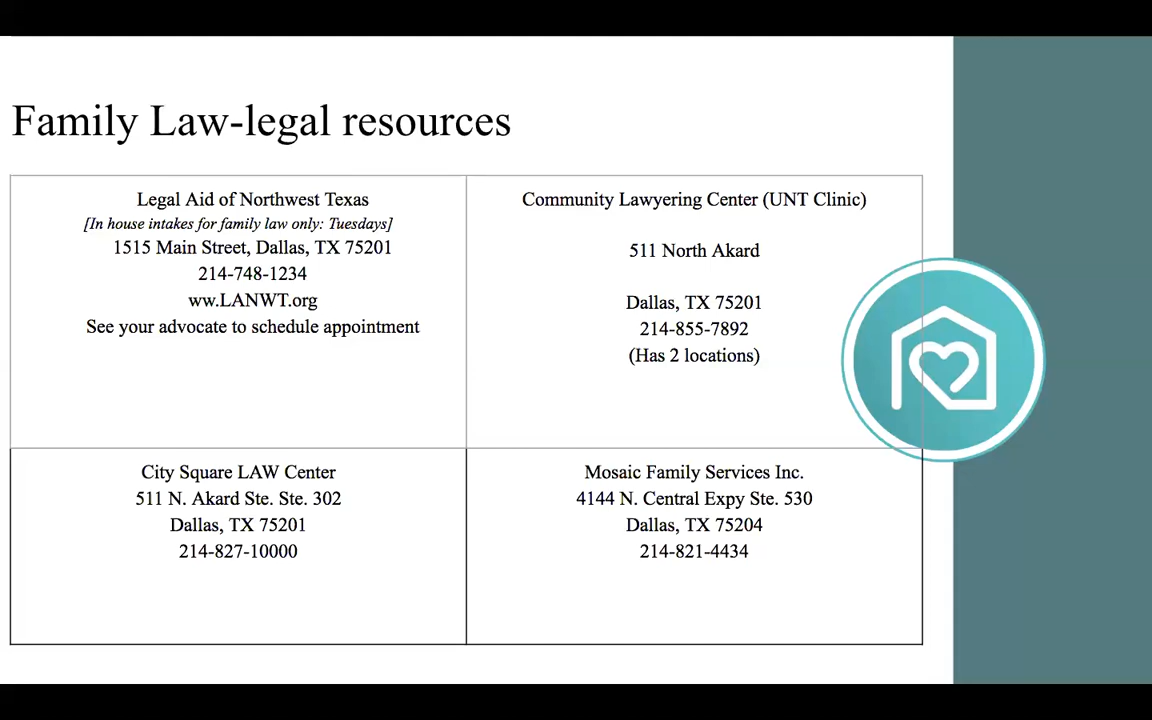 Family Law-legal resources
Legal Aid of Northwest Texas
[In house intakes for family law only: Tuesdays]
1515 Main Street, Dallas, TX 75201
214-748-1234
ww.LANWT.org
See your advocate to schedule appointment
Community Lawyering Center (UNT Clinic)
511 North Akard
Dallas, TX 75201
214-855-7892
(Has 2 locations)
City Square LAW Center
511 N. Akard Ste. Ste. 302
Dallas, TX 75201
214-827-10000
Mosaic Family Services Inc.
4144 N. Central Expy Ste. 530
Dallas, TX 75204
214-821-4434